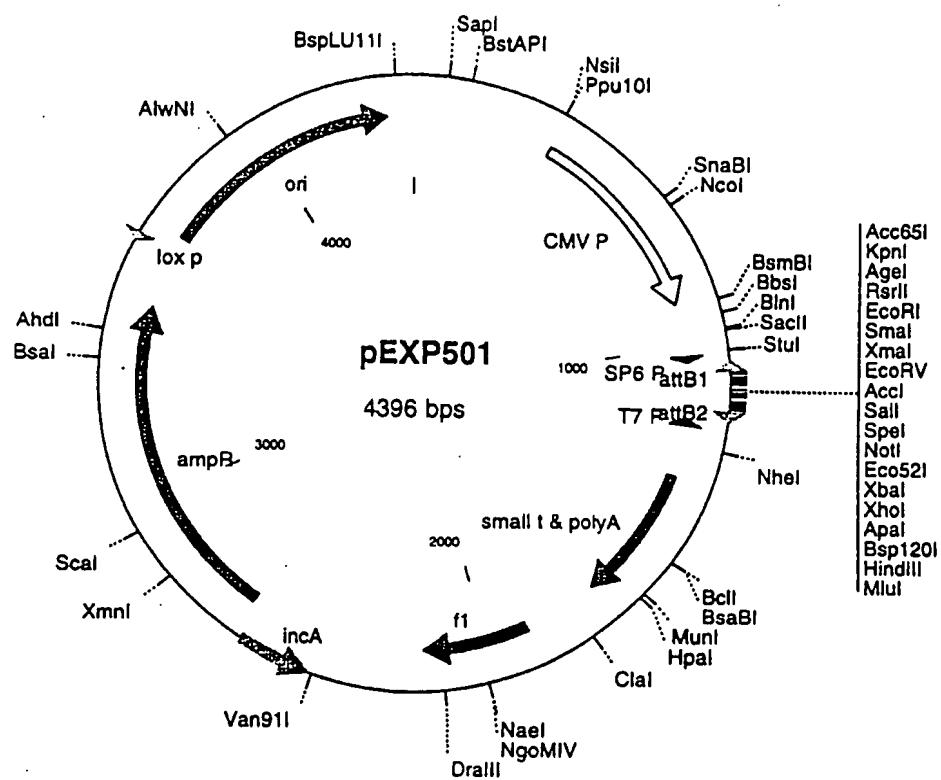 SapI
BspLU11I
BstAPI
NsiI
Ppu10I
AlwNI
ori
4000
SnaBI
NcoI
lox p
CMV P
BsmBI
BbsI
BlnI
SacII
StuI
AhdI
BsaI
pEXP501
4396 bps
1000
SP6 P
attB1
T7 P
attB2
Acc65I
KpnI
AgeI
RsrII
EcoRI
SmaI
XmaI
EcoRV
AccI
SalI
SpeI
NotI
Eco52I
XbaI
XhoI
ApaI
Bsp120I
HindIII
MluI
NheI
ampR
3000
small t & polyA
2000
ScaI
XmnI
BclI
BsaBI
MunI
HpaI
ClaI
f1
incA
Van91I
NaeI
NgoMIV
DraIII